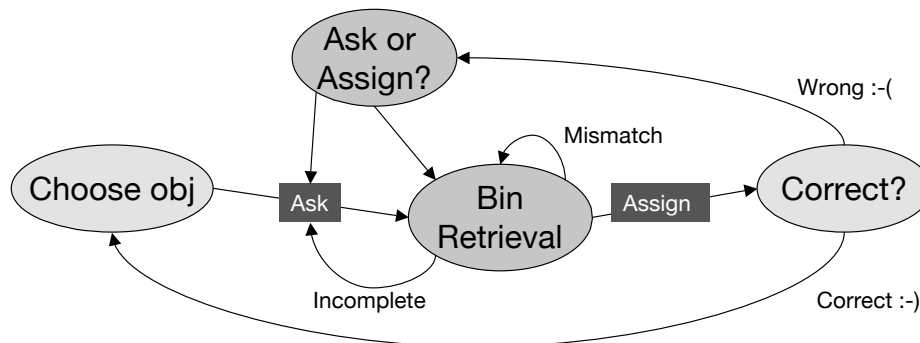 Ask or
Assign?
Wrong :-(
Mismatch
Choose obj
Ask
Bin
Retrieval
Assign
Correct?
Incomplete
Correct :-)